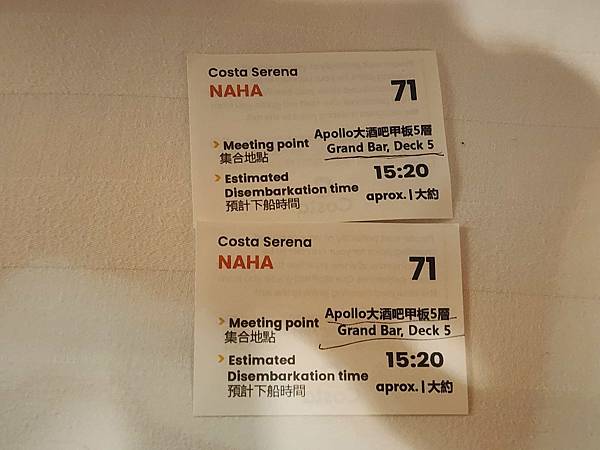 Costa Serena
NAHA
71
Meeting point
集合地點
Apollo大酒吧甲板5層
Grand Bar, Deck 5
Estimated
Disembarkation time
預計下船時間
15:20
aprox. | 大約
Costa Serena
NAHA
71
Meeting point
集合地點
Apollo大酒吧甲板5層
Grand Bar, Deck 5
Estimated
Disembarkation time
預計下船時間
15:20
aprox. | 大約